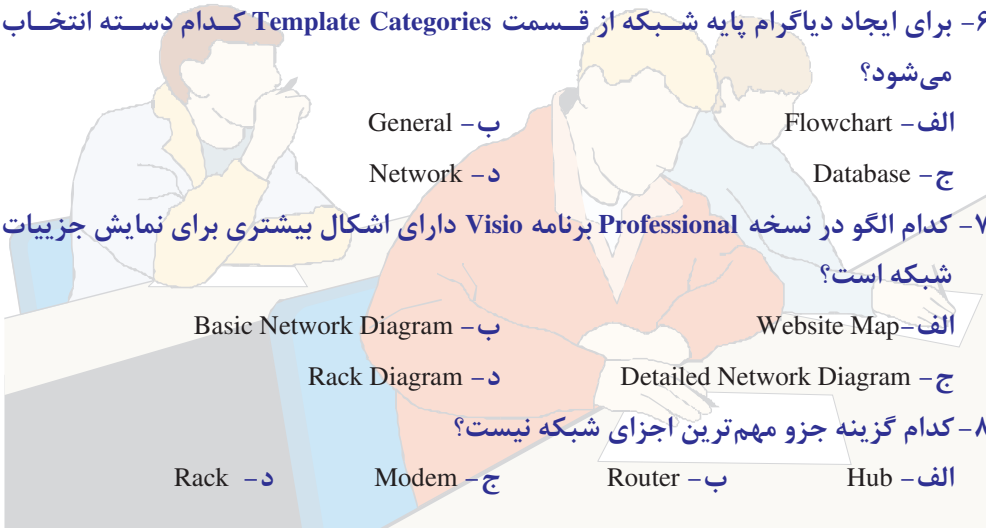 ۶- برای ایجاد دیاگرام پایه شبکه از قسمت Template Categories کدام دسته انتخاب
می‌شود؟
الف- Flowchart ب- General
ج- Database د- Network
۷- کدام الگو در نسخه Professional برنامه Visio دارای اشکال بیشتری برای نمایش جزییات
شبکه است؟
الف- Website Map ب- Basic Network Diagram
ج- Detailed Network Diagram د- Rack Diagram
۸- کدام گزینه جزو مهم‌ترین اجزای شبکه نیست؟
الف- Hub ب- Router ج- Modem د- Rack